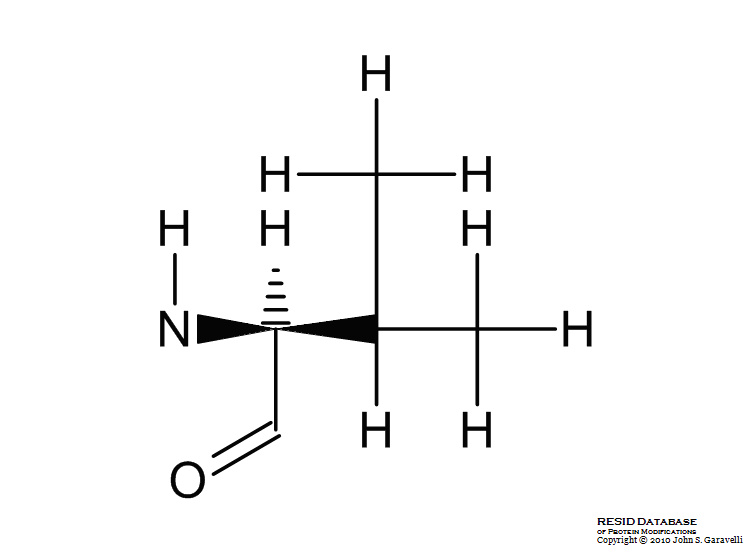 H
H H
H H H
N H
H H
O
RESID DATABASE
OF PROTEIN MODIFICATIONS
Copyright © 2010 John S. Garavelli